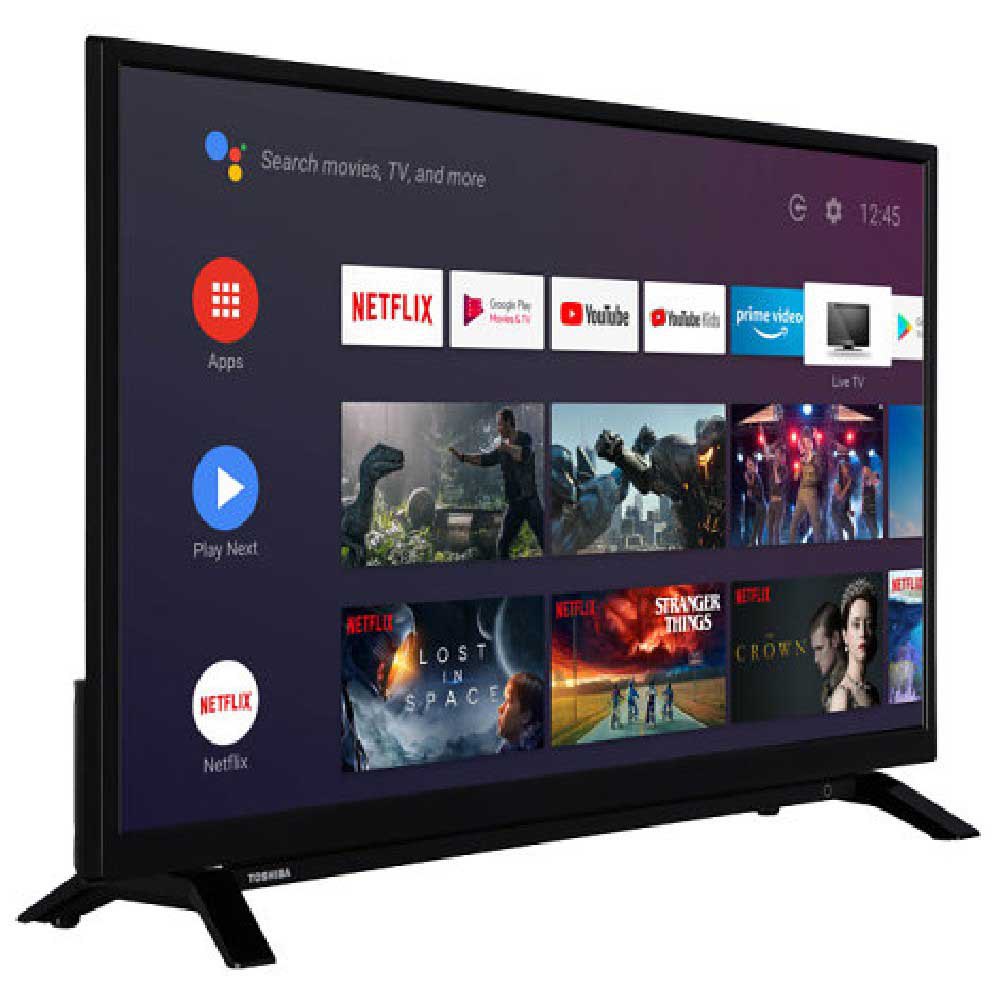 Search movies, TV, and more
12:45
Apps
NETFLIX
Google Play
Movies & TV
YouTube
YouTube Kids
prime video
Live TV
Play Next
NETFLIX
LOST
IN
SPACE
NETFLIX
STRANGER
THINGS
NETFLIX
THE
CROWN
NETFLIX
NETFLIX
Netflix
TOSHIBA